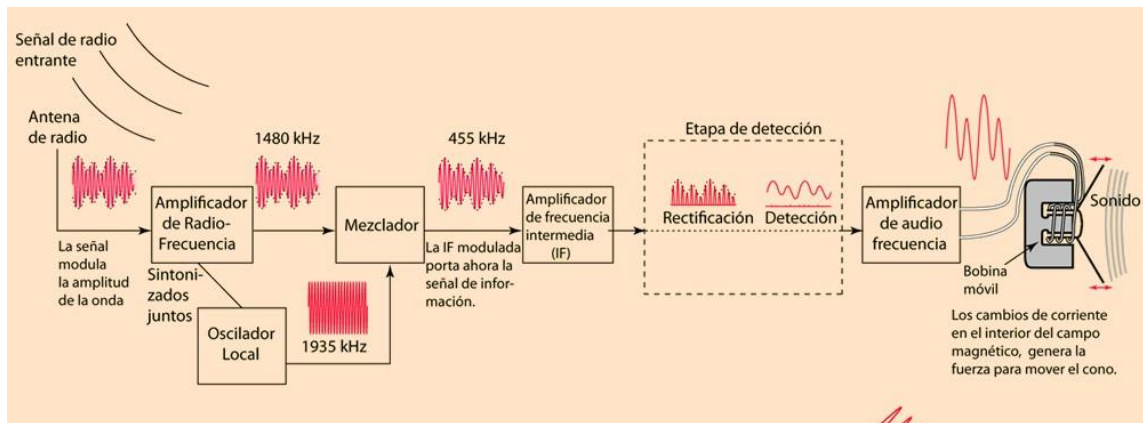 Señal de radio
entrante
Antena
de radio
La señal
modula
la amplitud
de la onda
Amplificador
de Radio-
Frecuencia
Sintoni-
zados
juntos
Oscilador
Local
1480 kHz
1935 kHz
Mezclador
455 kHz
La IF modulada
porta ahora la
señal de infor-
mación.
Amplificador
de frecuencia
intermedia
(IF)
Etapa de detección
Rectificación
Detección
Amplificador
de audio
frecuencia
Sonido
Bobina
móvil
Los cambios de corriente
en el interior del campo
magnético, genera la
fuerza para mover el cono.